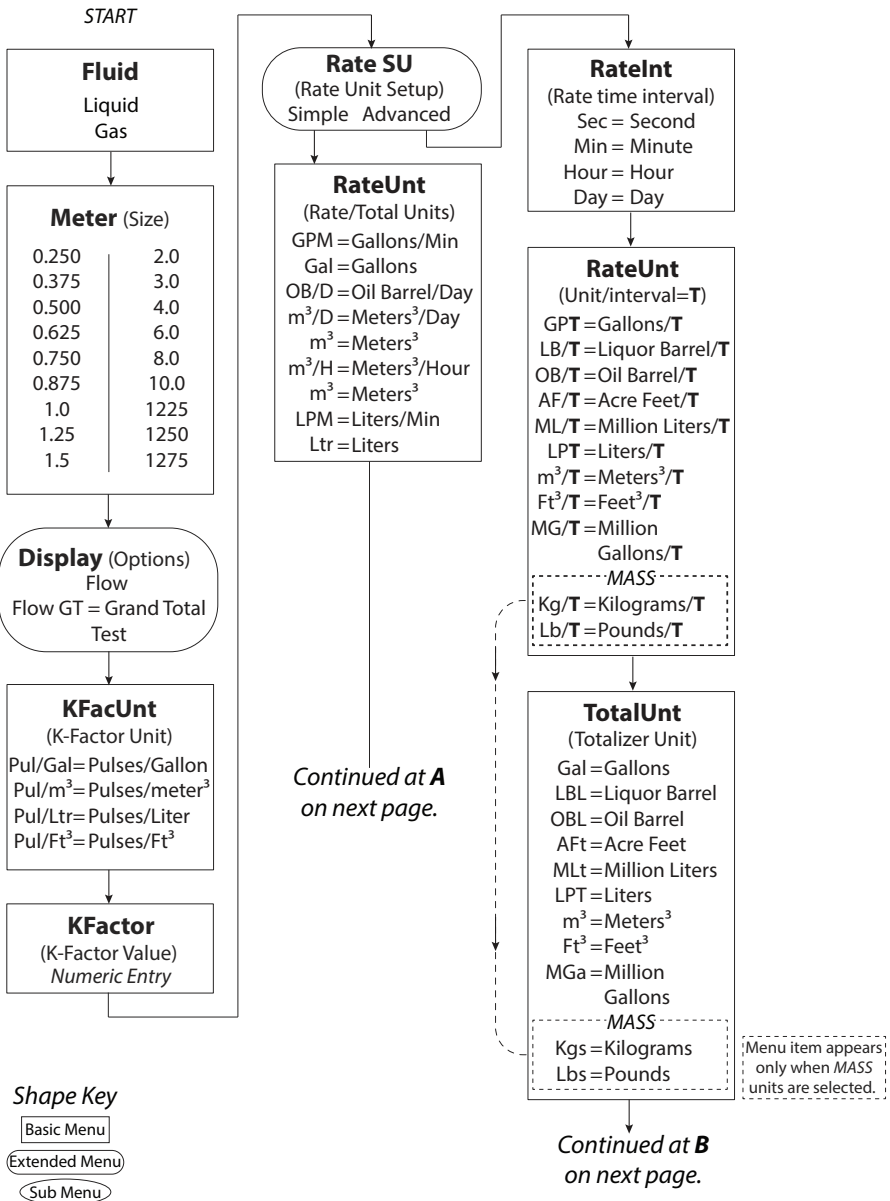 START
Fluid
Liquid
Gas
Meter (Size)
0.250 2.0
0.375 3.0
0.500 4.0
0.625 6.0
0.750 8.0
0.875 10.0
1.0 1225
1.25 1250
1.5 1275
Display (Options)
Flow
Flow GT = Grand Total
Test
KFacUnt
(K-Factor Unit)
Pul/Gal= Pulses/Gallon
Pul/m³= Pulses/meter³
Pul/Ltr= Pulses/Liter
Pul/Ft³= Pulses/Ft³
KFactor
(K-Factor Value)
Numeric Entry
Shape Key
Basic Menu
Extended Menu
Sub Menu
Rate SU
(Rate Unit Setup)
Simple Advanced
RateUnt
(Rate/Total Units)
GPM = Gallons/Min
Gal = Gallons
OB/D = Oil Barrel/Day
m³/D = Meters³/Day
m³ = Meters³
m³/H = Meters³/Hour
m³ = Meters³
LPM = Liters/Min
Ltr = Liters
Continued at A
on next page.
RateInt
(Rate time interval)
Sec = Second
Min = Minute
Hour = Hour
Day = Day
RateUnt
(Unit/interval=T)
GPT = Gallons/T
LB/T = Liquor Barrel/T
OB/T = Oil Barrel/T
AF/T = Acre Feet/T
ML/T = Million Liters/T
LPT = Liters/T
m³/T = Meters³/T
Ft³/T = Feet³/T
MG/T = Million
Gallons/T
MASS
Kg/T = Kilograms/T
Lb/T = Pounds/T
TotalUnt
(Totalizer Unit)
Gal = Gallons
LBL = Liquor Barrel
OBL = Oil Barrel
AFt = Acre Feet
MLt = Million Liters
LPT = Liters
m³ = Meters³
Ft³ = Feet³
MGa = Million
Gallons
MASS
Kgs = Kilograms
Lbs = Pounds
Menu item appears
only when MASS
units are selected.
Continued at B
on next page.